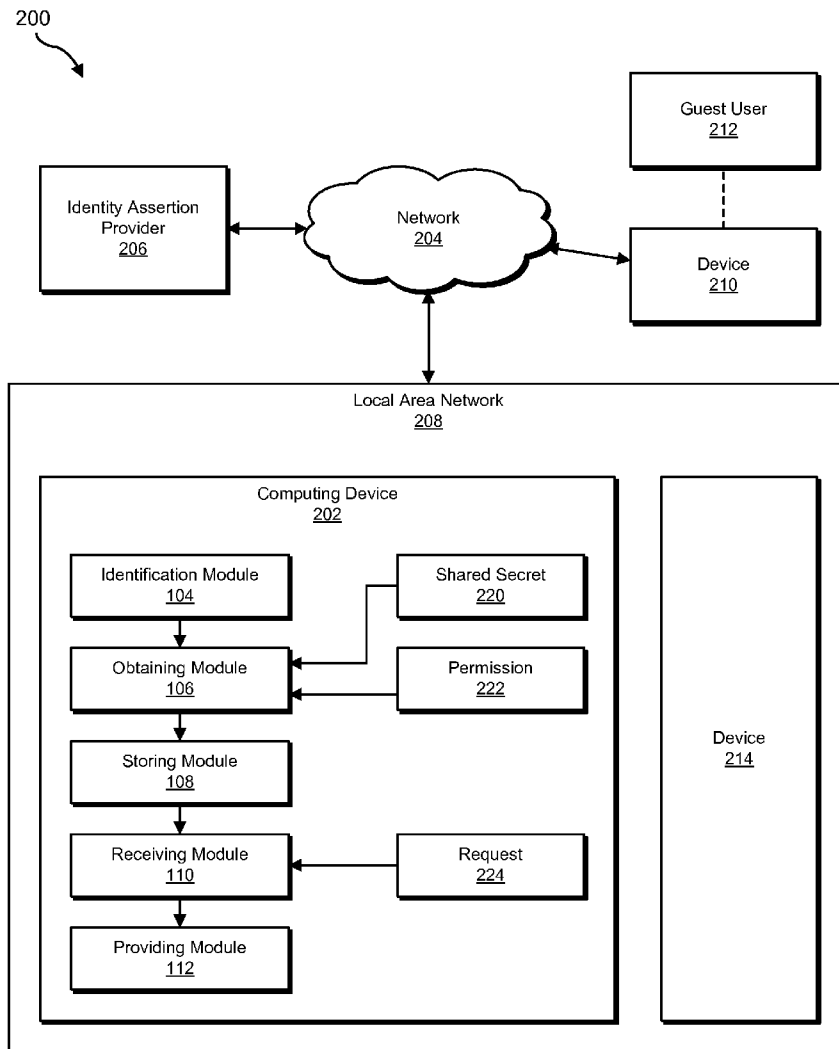 200
Guest User
212
Identity Assertion
Provider
206
Network
204
Device
210
Local Area Network
208
Computing Device
202
Identification Module
104
Shared Secret
220
Obtaining Module
106
Permission
222
Storing Module
108
Device
214
Receiving Module
110
Request
224
Providing Module
112